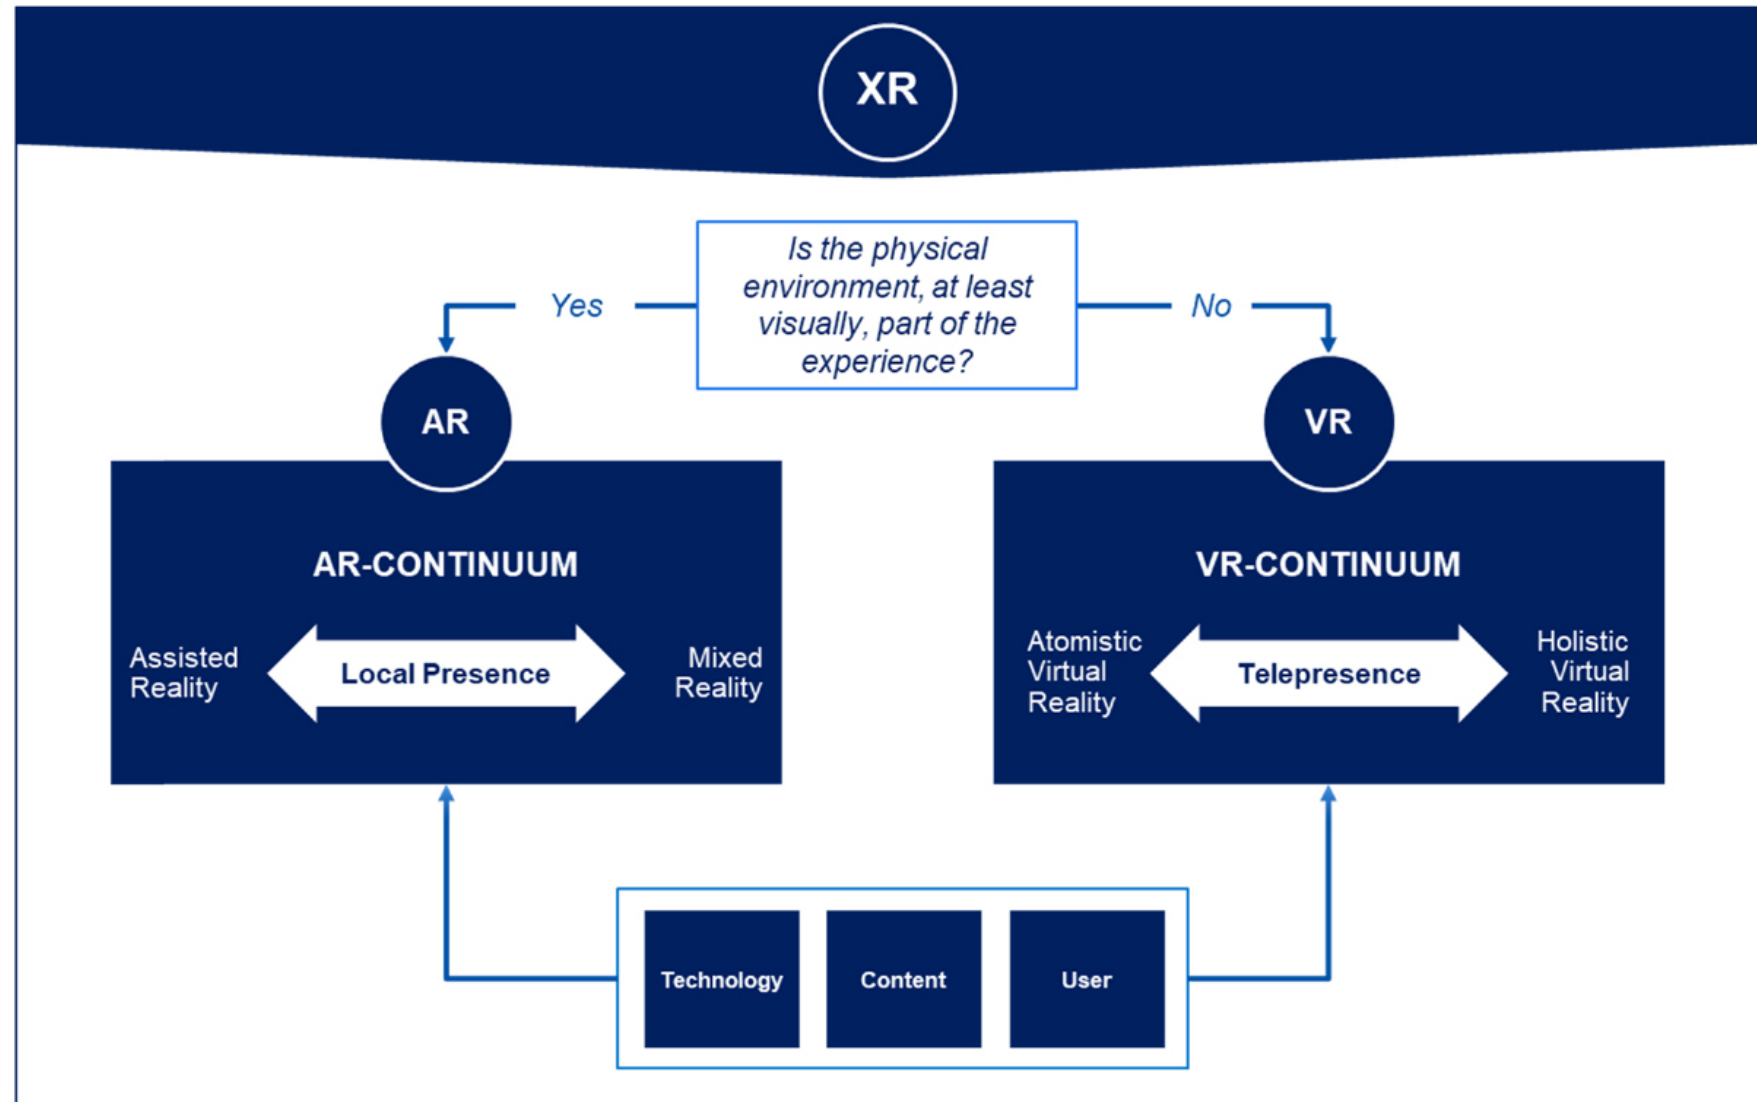 XR
Is the physical
environment, at least
visually, part of the
experience?
Yes
No
AR
VR
AR-CONTINUUM
Assisted
Reality
Local Presence
Mixed
Reality
VR-CONTINUUM
Atomistic
Virtual
Reality
Telepresence
Holistic
Virtual
Reality
Technology
Content
User